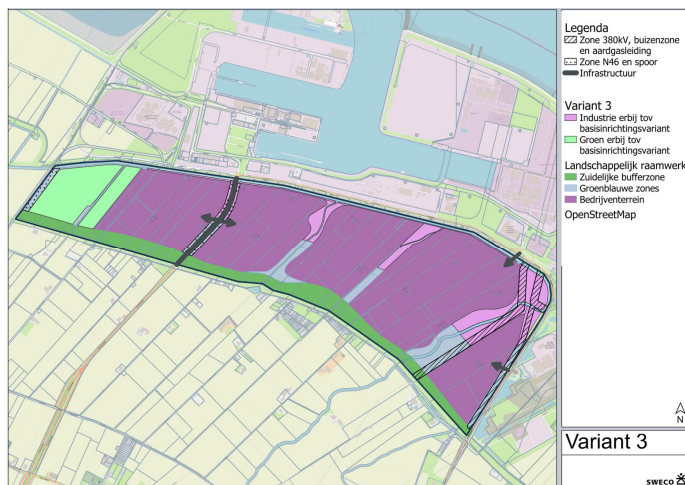 Legenda
Zone 380kV, buizenzone
en aardgasleiding
Zone N46 en spoor
Infrastructuur
Variant 3
Industrie erbij tov
basisinrichtingsvariant
Groen erbij tov
basisinrichtingsvariant
Landschappelijk raamwerk
Zuidelijke bufferzone
Groenblauwe zones
Bedrijventerrein
OpenStreetMap
N
Variant 3
SWECO